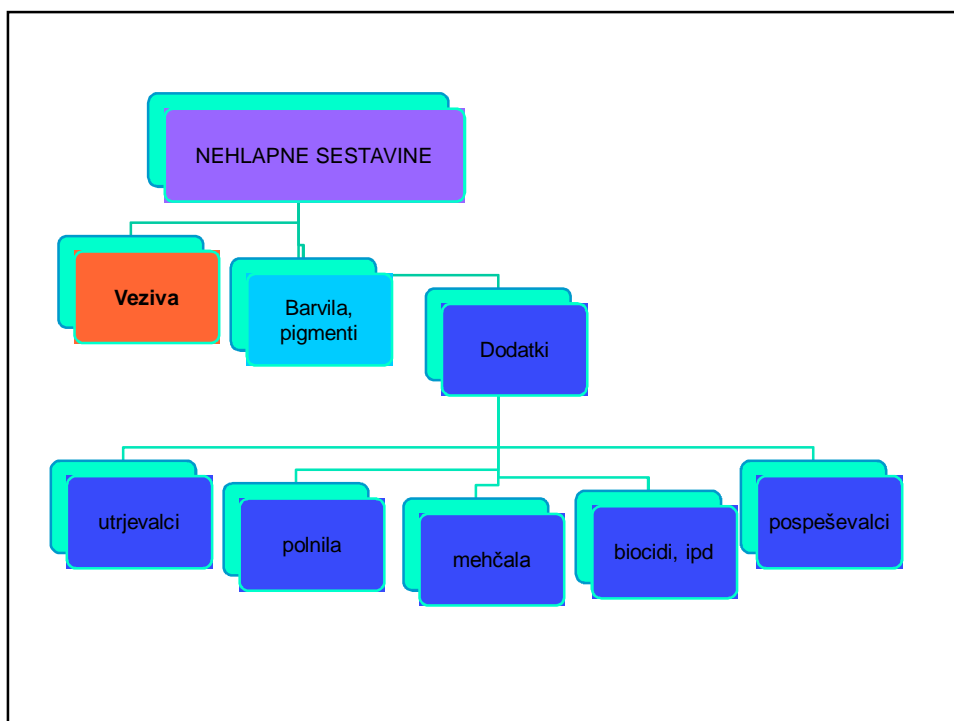 NEHLAPNE SESTAVINE
Veziva
Barvila,
pigmenti
Dodatki
utrjevalci
polnila
mehčala
biocidi, ipd
pospeševalci